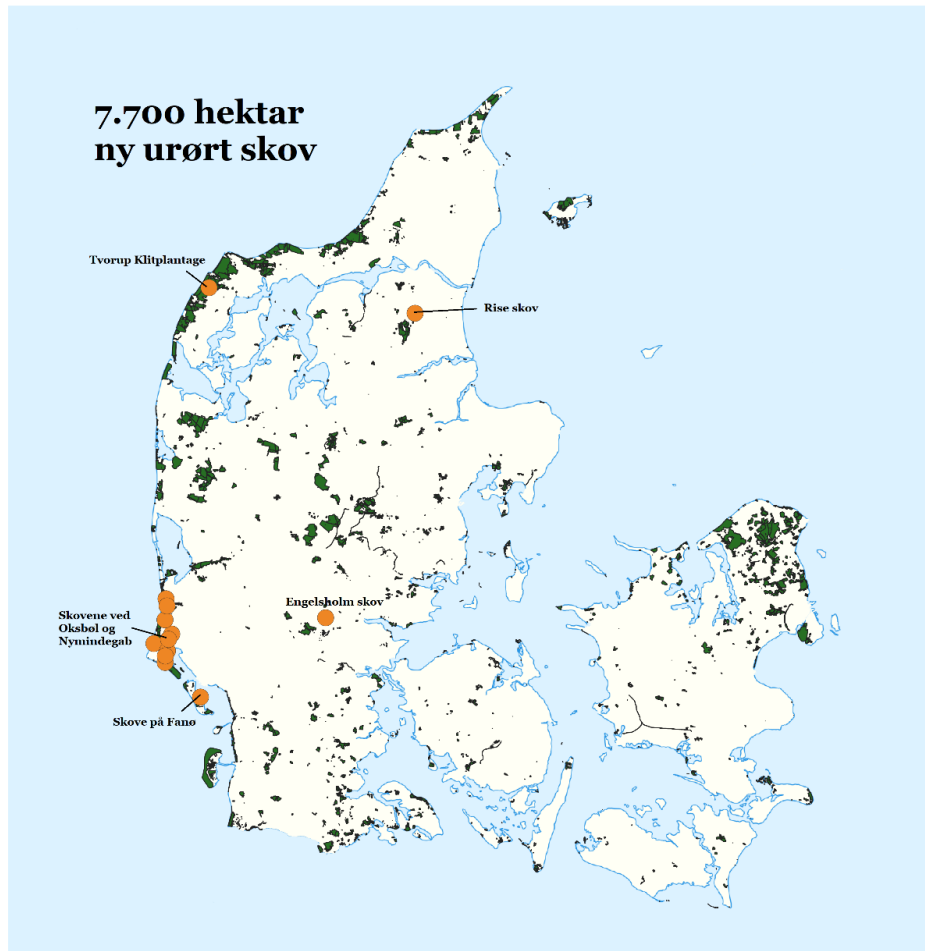 7.700 hektar
ny urørt skov
Tvorup Klitplantage
Rise skov
Engelsholm skov
Skovene ved
Oksbøl og
Nymindegab
Skove på Fanø